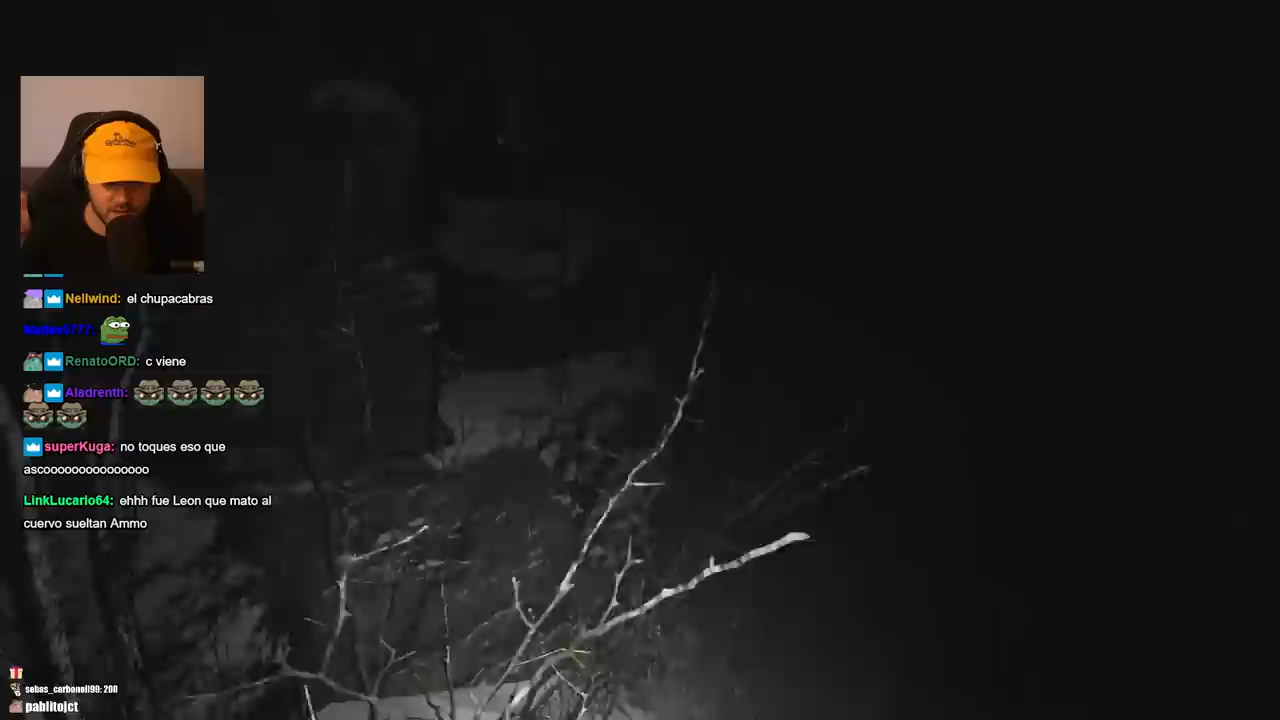 Nellwind: el chupacabras
RenatoORD: c viene
Aladrenth:
superKuga: no toques eso que
ascooooooooooooooo
LinkLucario64: ehhh fue Leon que mato al
cuervo sueltan Ammo
sebas_carbonell99: 200
pablitojct